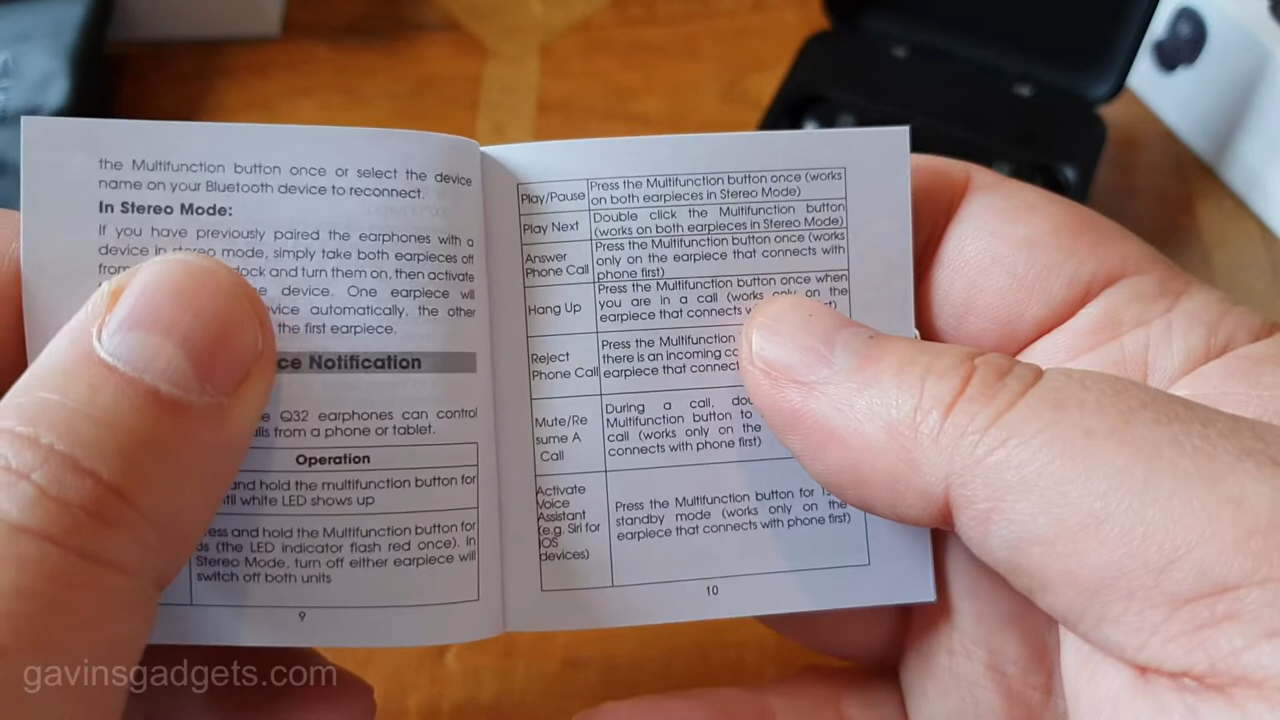 the Multifunction button once or select the device
name on your Bluetooth device to reconnect.
In Stereo Mode:
If you have previously paired the earphones with a
device in stereo mode, simply take both earpieces off
from dock and turn them on, then activate
device. One earpiece will
automatically, the other
the first earpiece.
Notification
Q32 earphones can control
from a phone or tablet.
Operation
and hold the multifunction button for
white LED shows up
and hold the Multifunction button for
3s (the LED indicator flash red once). In
Stereo Mode, turn off either earpiece will
switch off both units
9
Play/Pause
Press the Multifunction button once (works
on both earpieces in Stereo Mode)
Play Next
Double click the Multifunction button
(works on both earpieces in Stereo Mode)
Answer
Phone Call
Press the Multifunction button once (works
only on the earpiece that connects with
phone first)
Hang Up
Press the Multifunction button once when
you are in a call (works only on the
earpiece that connects
Reject
Phone Call
Press the Multifunction
there is an incoming
earpiece that
Mute/Re
sume A
Call
During a call,
Multifunction button to
call (works only on the
connects with phone first)
Activate
Voice
Assistant
(e.g. Siri for
iOS
devices)
Press the Multifunction button for
standby mode (works only on the
earpiece that connects with phone first)
10
gavinsgadgets.com